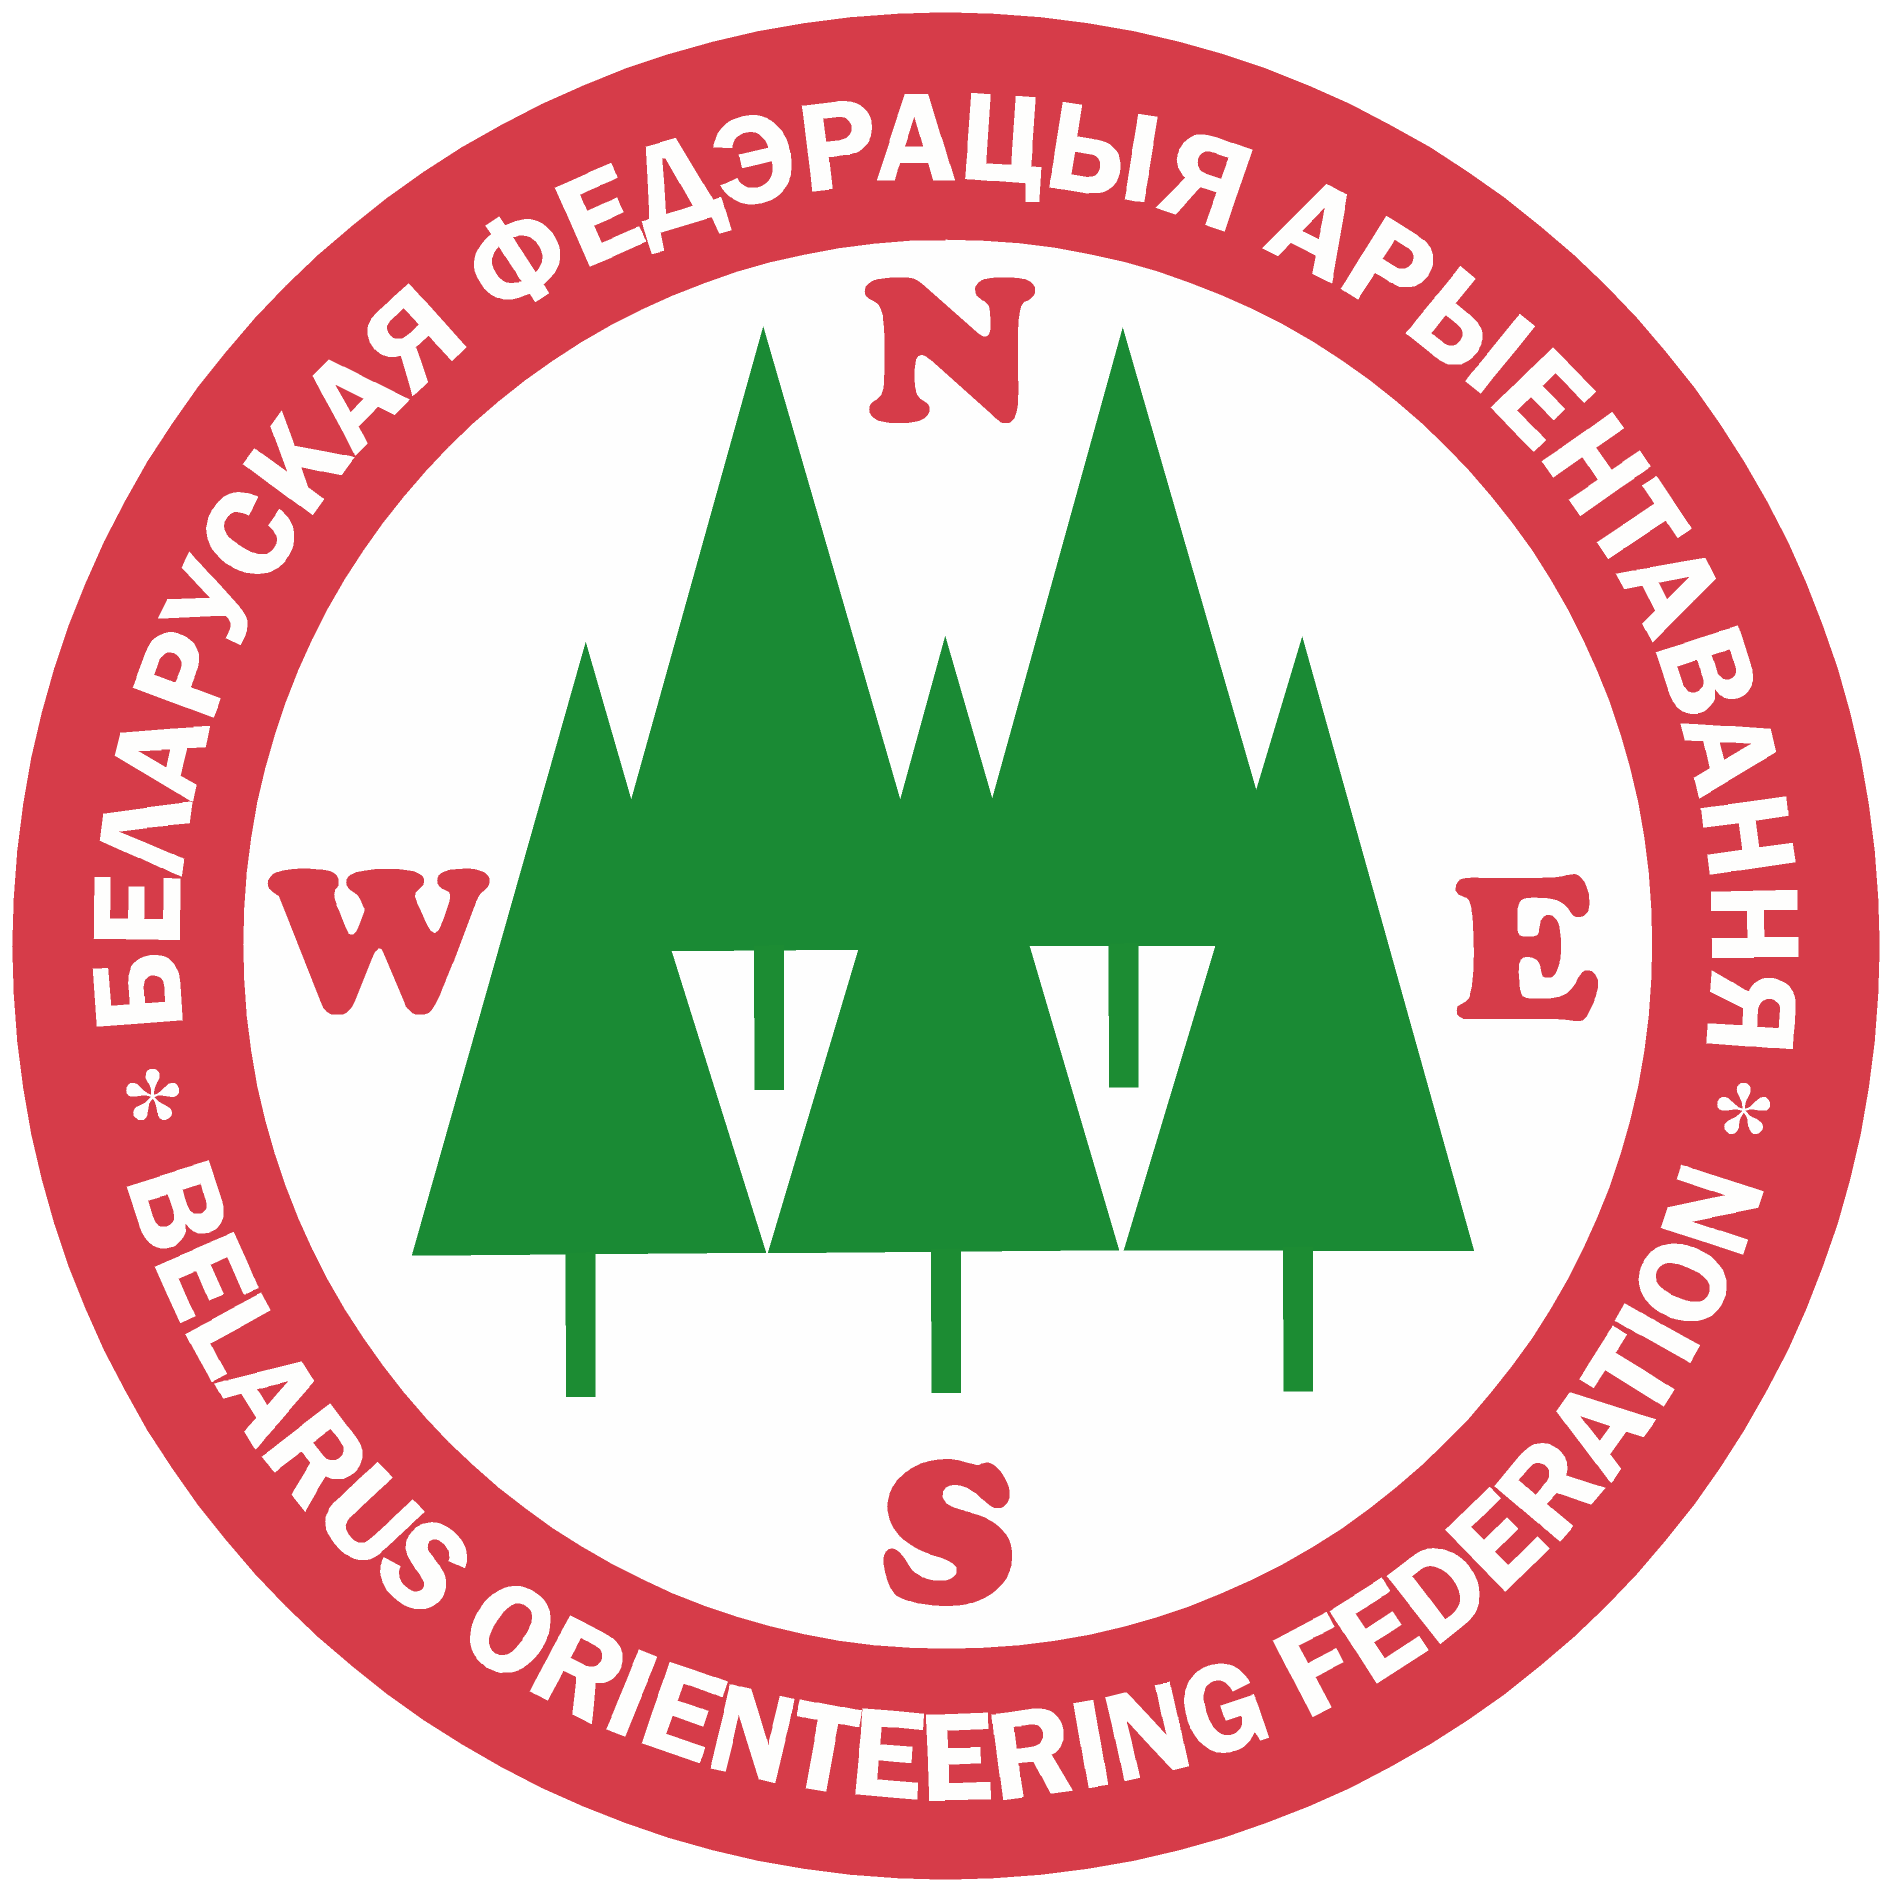 БЕЛАРУСКАЯ ФЕДЭРАЦЫЯ АРЫЕНТАВАННЯ
N
W
E
S
* BELARUS ORIENTEERING FEDERATION *